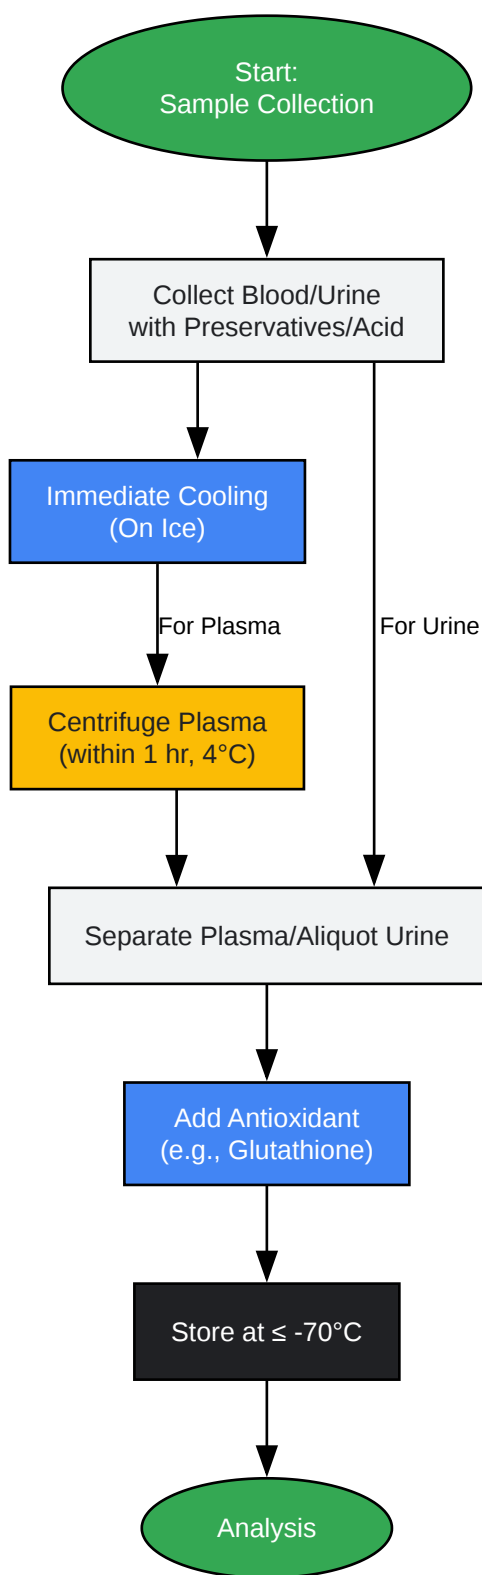 Start:
Sample Collection
Collect Blood/Urine
with Preservatives/Acid
Immediate Cooling
(On Ice)
For Plasma
For Urine
Centrifuge Plasma
(within 1 hr, 4°C)
Separate Plasma/Aliquot Urine
Add Antioxidant
(e.g., Glutathione)
Store at ≤ -70°C
Analysis